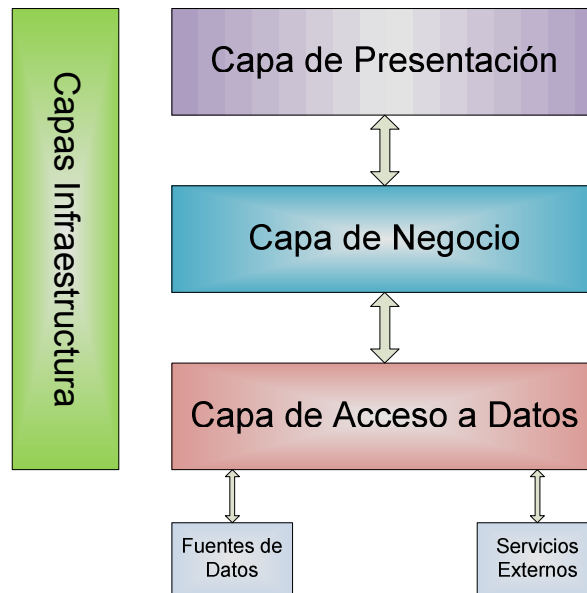 Capas Infraestructura
Capa de Presentación
Capa de Negocio
Capa de Acceso a Datos
Fuentes de
Datos
Servicios
Externos